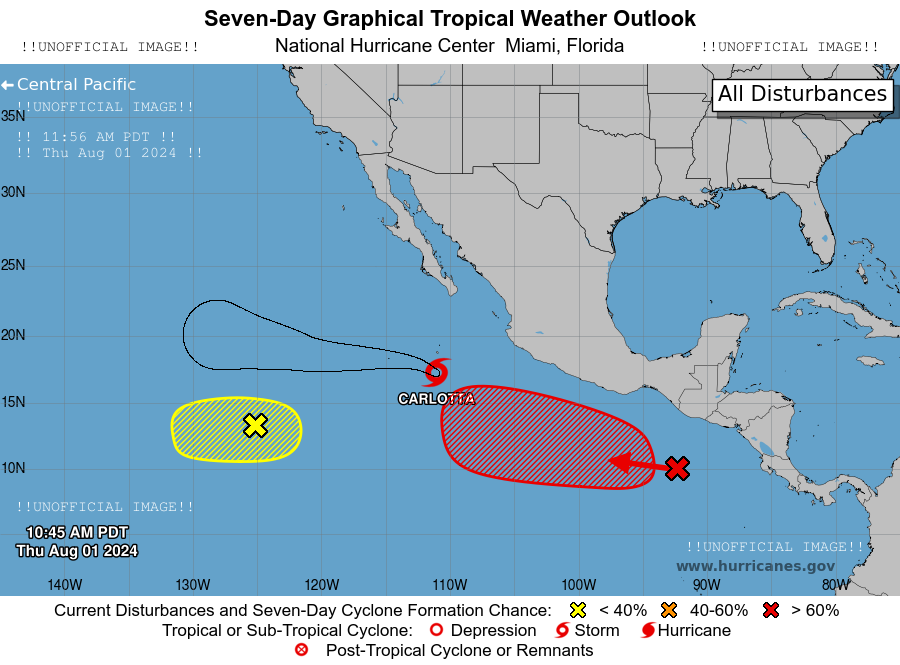 Seven-Day Graphical Tropical Weather Outlook
!!UNOFFICIAL IMAGE!! National Hurricane Center Miami, Florida !!UNOFFICIAL IMAGE!!
Central Pacific
All Disturbances
!!UNOFFICIAL IMAGE!!
35N
!! 11:56 AM PDT !!
!! Thu Aug 01 2024 !!
30N
25N
20N
CARLOTTA
15N
10N
!!UNOFFICIAL IMAGE!!
10:45 AM PDT
Thu Aug 01 2024
!!UNOFFICIAL IMAGE!!
www.hurricanes.gov
140W 130W 120W 110W 100W 90W 80W
Current Disturbances and Seven-Day Cyclone Formation Chance: < 40% 40-60% > 60%
Tropical or Sub-Tropical Cyclone: Depression Storm Hurricane
Post-Tropical Cyclone or Remnants